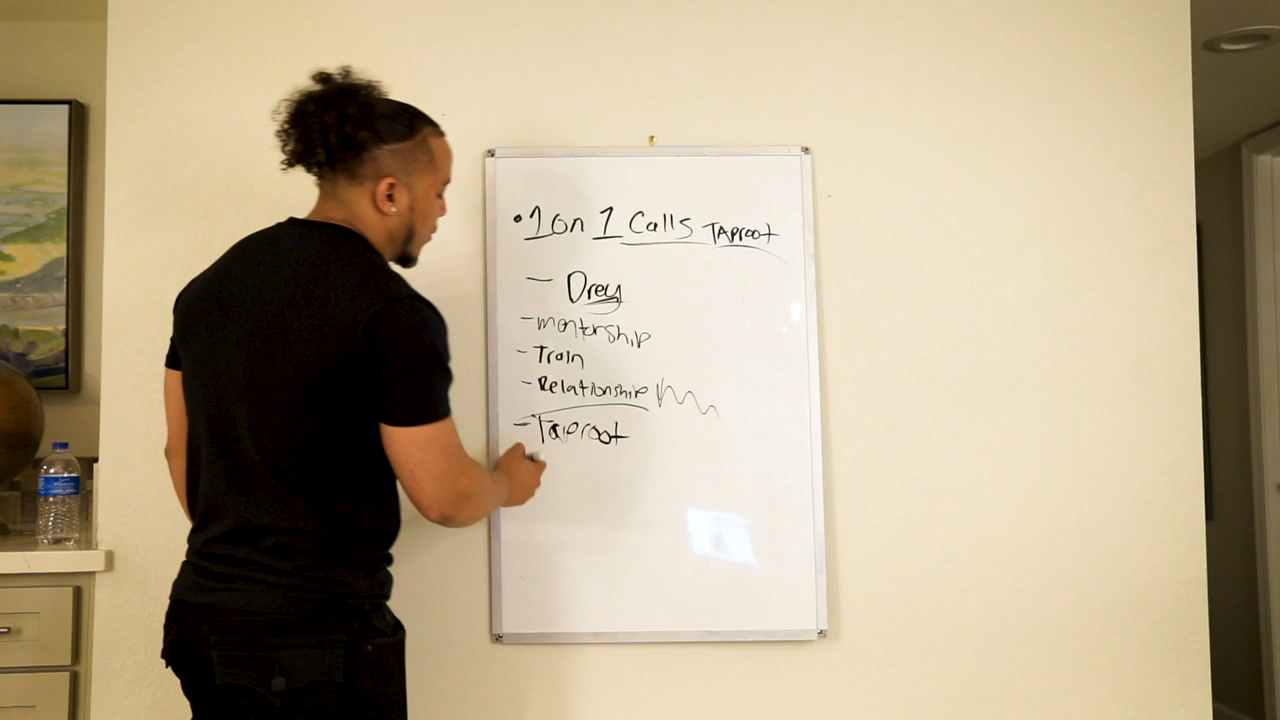 • 1 on 1 Calls TAproot
- Drey
- mentorship
- Train
- Relationship
- Taproot